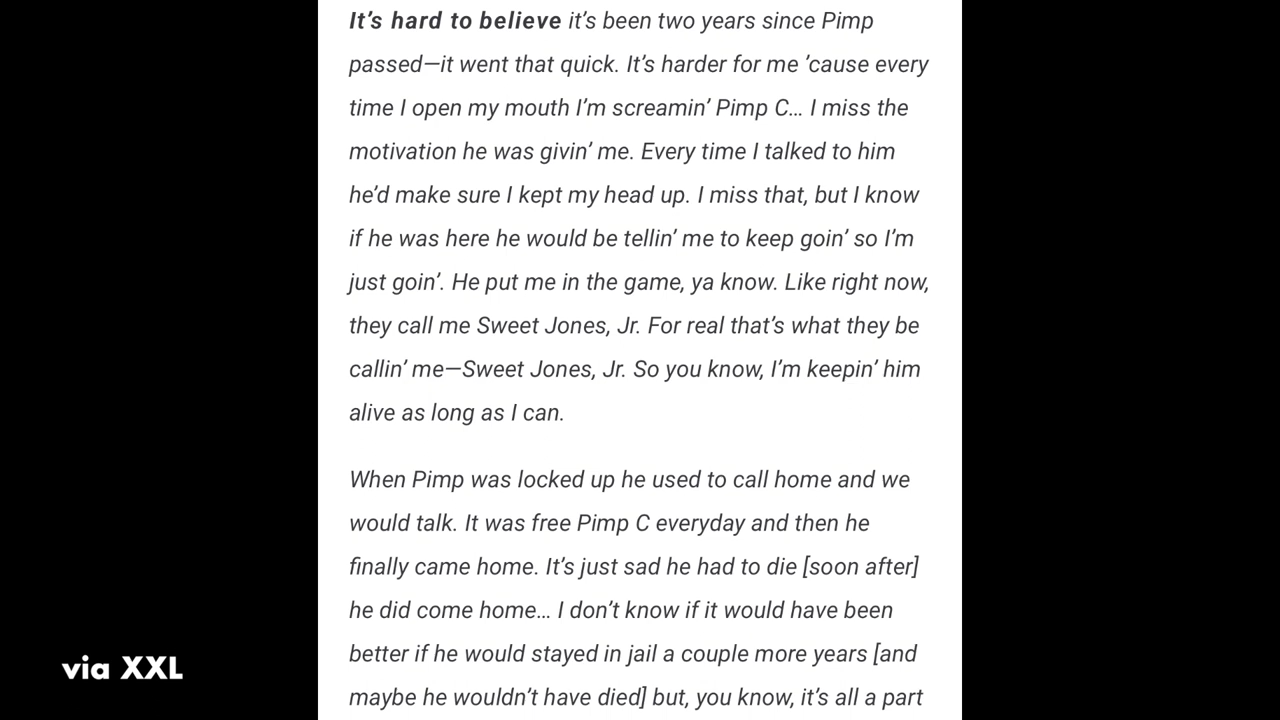 It’s hard to believe it’s been two years since Pimp
passed—it went that quick. It’s harder for me ’cause every
time I open my mouth I’m screamin’ Pimp C… I miss the
motivation he was givin’ me. Every time I talked to him
he’d make sure I kept my head up. I miss that, but I know
if he was here he would be tellin’ me to keep goin’ so I’m
just goin’. He put me in the game, ya know. Like right now,
they call me Sweet Jones, Jr. For real that’s what they be
callin’ me—Sweet Jones, Jr. So you know, I’m keepin’ him
alive as long as I can.
When Pimp was locked up he used to call home and we
would talk. It was free Pimp C everyday and then he
finally came home. It’s just sad he had to die [soon after]
he did come home… I don’t know if it would have been
better if he would stayed in jail a couple more years [and
maybe he wouldn’t have died] but, you know, it’s all a part
via XXL